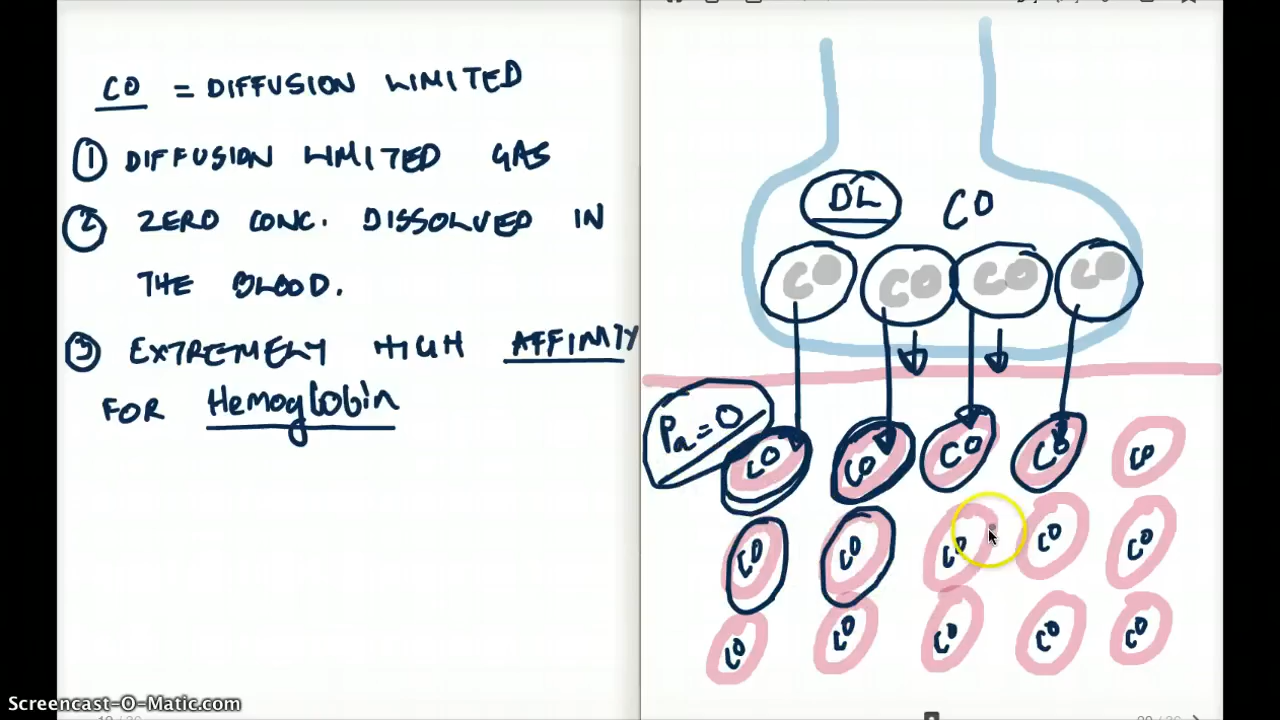 CO = DIFFUSION LIMITED
① DIFFUSION LIMITED GAS
② ZERO CONC. DISSOLVED IN
THE BLOOD.
③ EXTREMELY HIGH AFFINITY
FOR Hemoglobin
DL CO
CO CO CO CO
Pa = 0
CO CO CO CO CO
CO CO CO CO CO
CO CO CO CO CO
Screencast-O-Matic.com